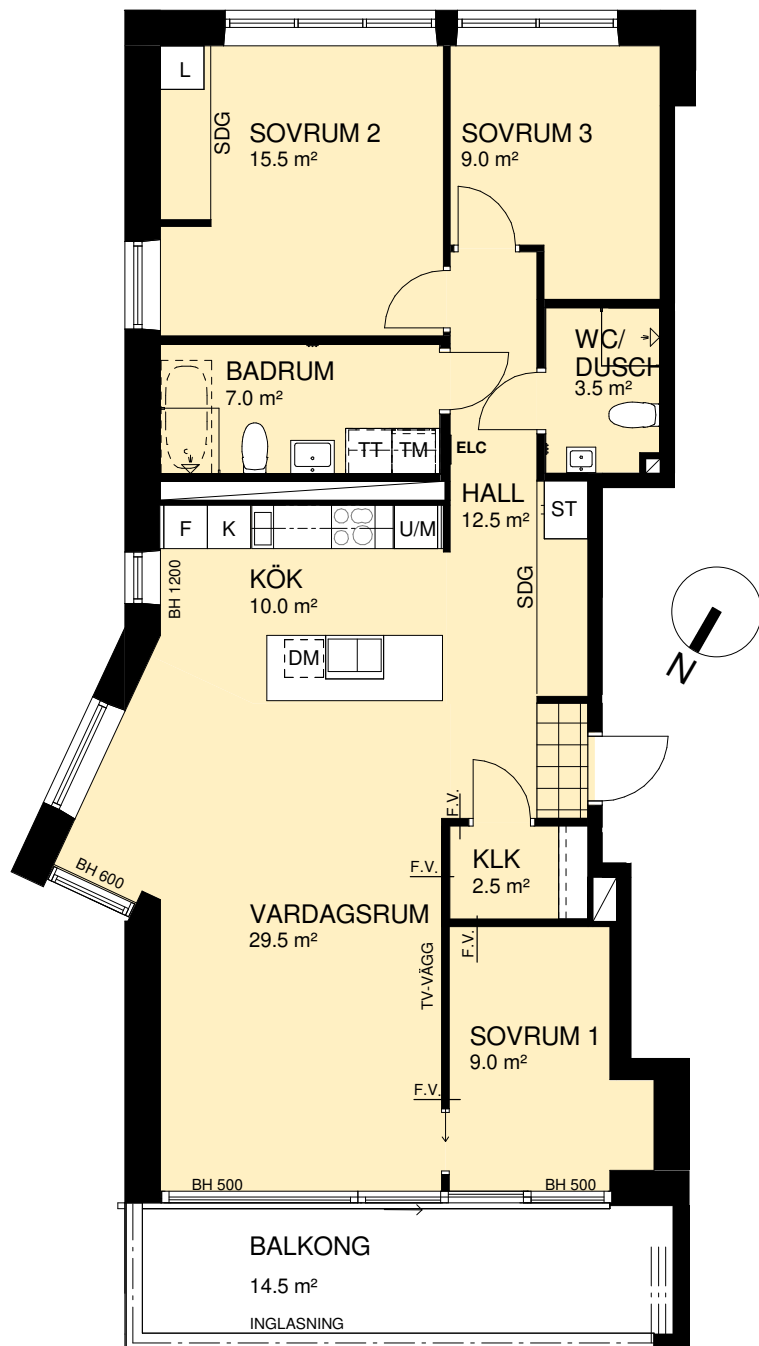 L
SDG
SOVRUM 2
15.5 m²
SOVRUM 3
9.0 m²
BADRUM
7.0 m²
WC/
DUSCH
3.5 m²
TT
TM
ELC
HALL
12.5 m²
ST
F
K
U/M
BH 1200
KÖK
10.0 m²
SDG
DM
N
F.V.
BH 600
F.V.
KLK
2.5 m²
VARDAGSRUM
29.5 m²
F.V.
TV-VÄGG
SOVRUM 1
9.0 m²
F.V.
BH 500
BH 500
BALKONG
14.5 m²
INGLASNING